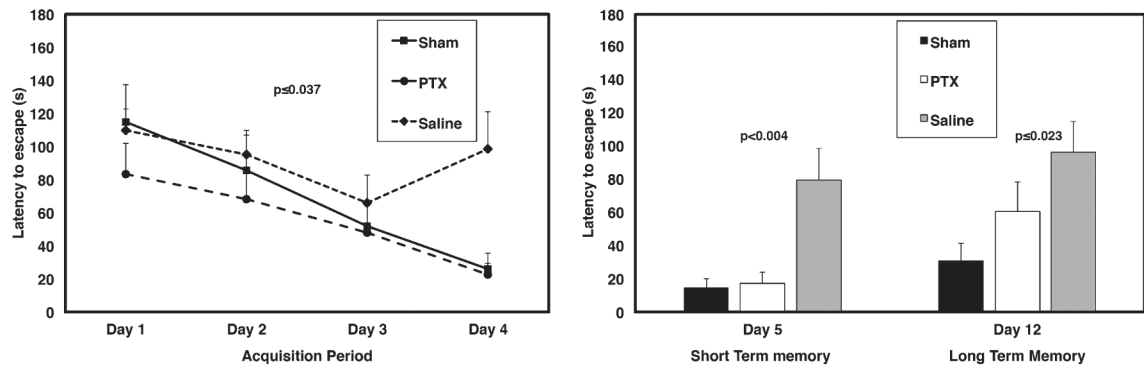 180
160
140
120
100
80
60
40
20
0
Latency to escape (s)
Sham
PTX
Saline
p≤0.037
Day 1
Day 2
Day 3
Day 4
Acquisition Period
180
160
140
120
100
80
60
40
20
0
Latency to escape (s)
Sham
PTX
Saline
p<0.004
p≤0.023
Day 5
Day 12
Short Term memory
Long Term Memory